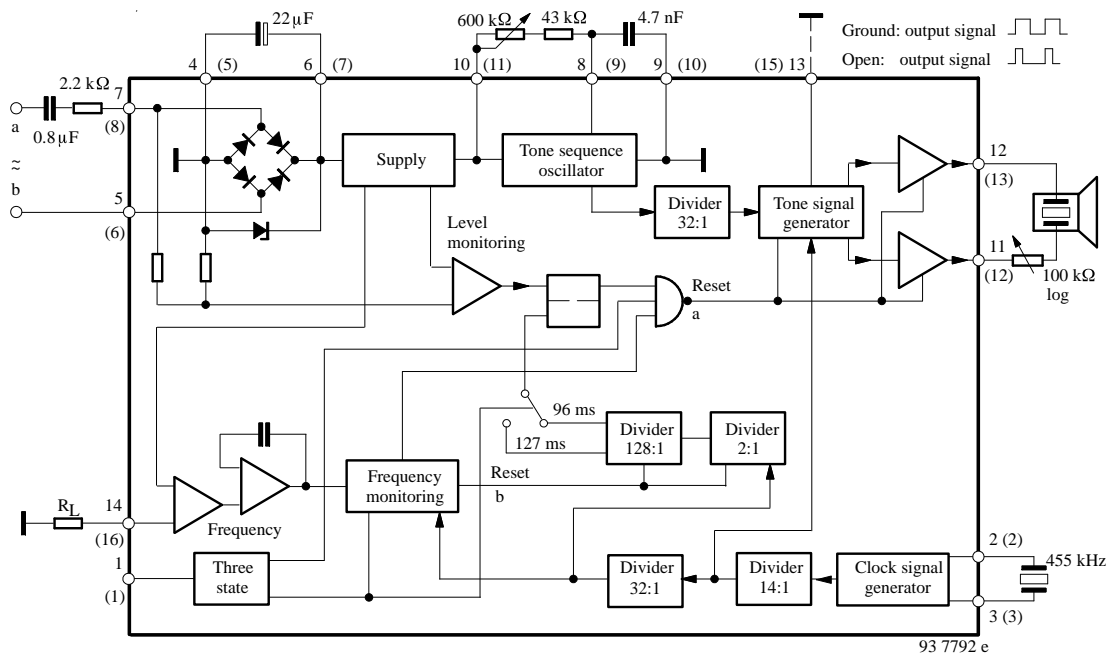 22 µF
600 kΩ
43 kΩ
4.7 nF
Ground: output signal
Open: output signal
4 (5)
6 (7)
10 (11)
8 (9)
9 (10)
(15) 13
2.2 kΩ
7
(8)
a
0.8 µF
≈
b
5
(6)
Supply
Tone sequence
oscillator
Divider
32:1
Tone signal
generator
12
(13)
11
(12)
100 kΩ
log
Level
monitoring
Reset
a
96 ms
127 ms
Divider
128:1
Divider
2:1
Frequency
monitoring
Reset
b
RL
14
(16)
Frequency
1
(1)
Three
state
Divider
32:1
Divider
14:1
Clock signal
generator
2 (2)
455 kHz
3 (3)
93 7792 e